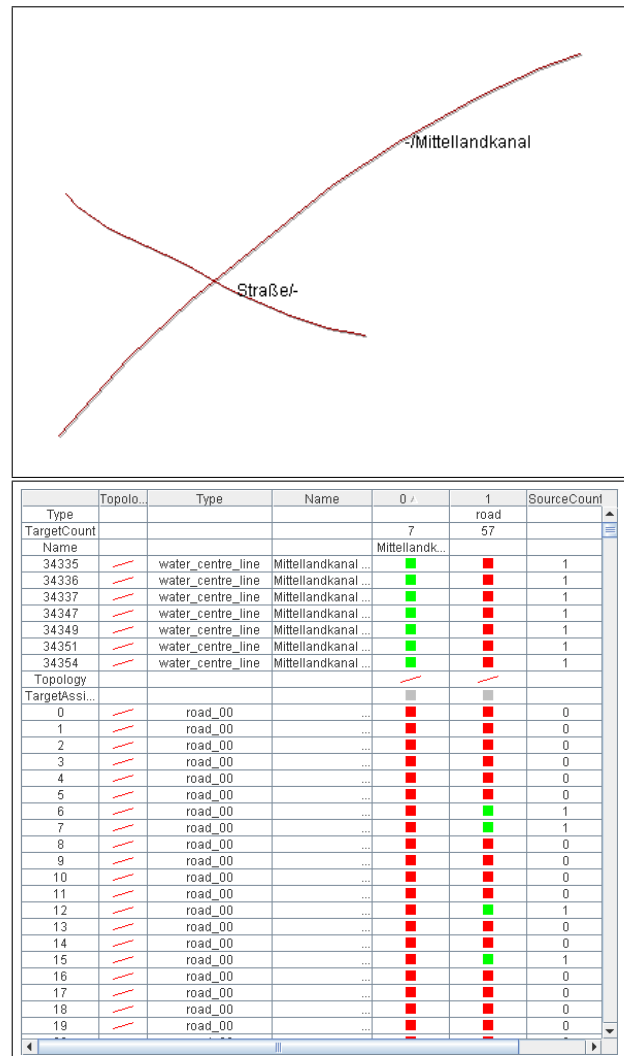 -/Mittellandkanal
Straße/-
Topolo... Type Name 0 1 SourceCount
Type road
TargetCount 7 57
Name Mittellandk...
34335 water_centre_line Mittellandkanal ... 1
34336 water_centre_line Mittellandkanal ... 1
34337 water_centre_line Mittellandkanal ... 1
34347 water_centre_line Mittellandkanal ... 1
34349 water_centre_line Mittellandkanal ... 1
34351 water_centre_line Mittellandkanal ... 1
34354 water_centre_line Mittellandkanal ... 1
Topology
TargetAssi...
0 road_00 ... 0
1 road_00 ... 0
2 road_00 ... 0
3 road_00 ... 0
4 road_00 ... 0
5 road_00 ... 0
6 road_00 ... 1
7 road_00 ... 1
8 road_00 ... 0
9 road_00 ... 0
10 road_00 ... 0
11 road_00 ... 0
12 road_00 ... 1
13 road_00 ... 0
14 road_00 ... 0
15 road_00 ... 1
16 road_00 ... 0
17 road_00 ... 0
18 road_00 ... 0
19 road_00 ... 0